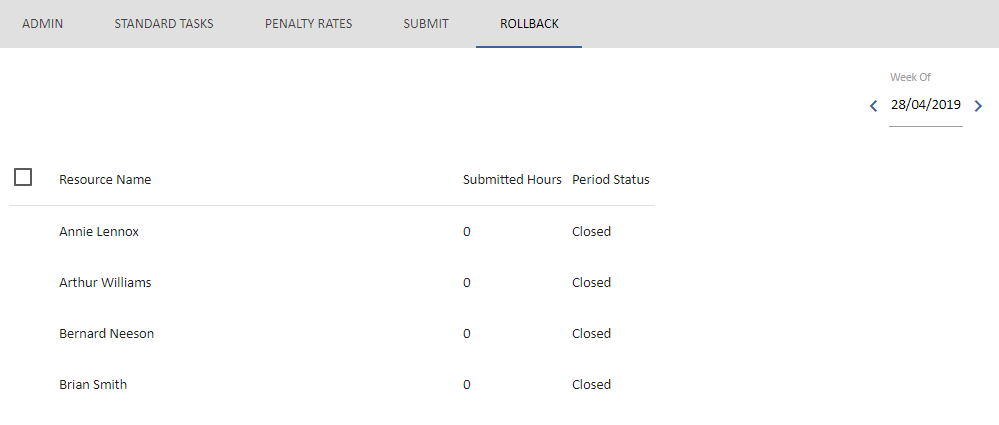 ADMIN STANDARD TASKS PENALTY RATES SUBMIT ROLLBACK
Week Of
28/04/2019
Resource Name Submitted Hours Period Status
Annie Lennox 0 Closed
Arthur Williams 0 Closed
Bernard Neeson 0 Closed
Brian Smith 0 Closed